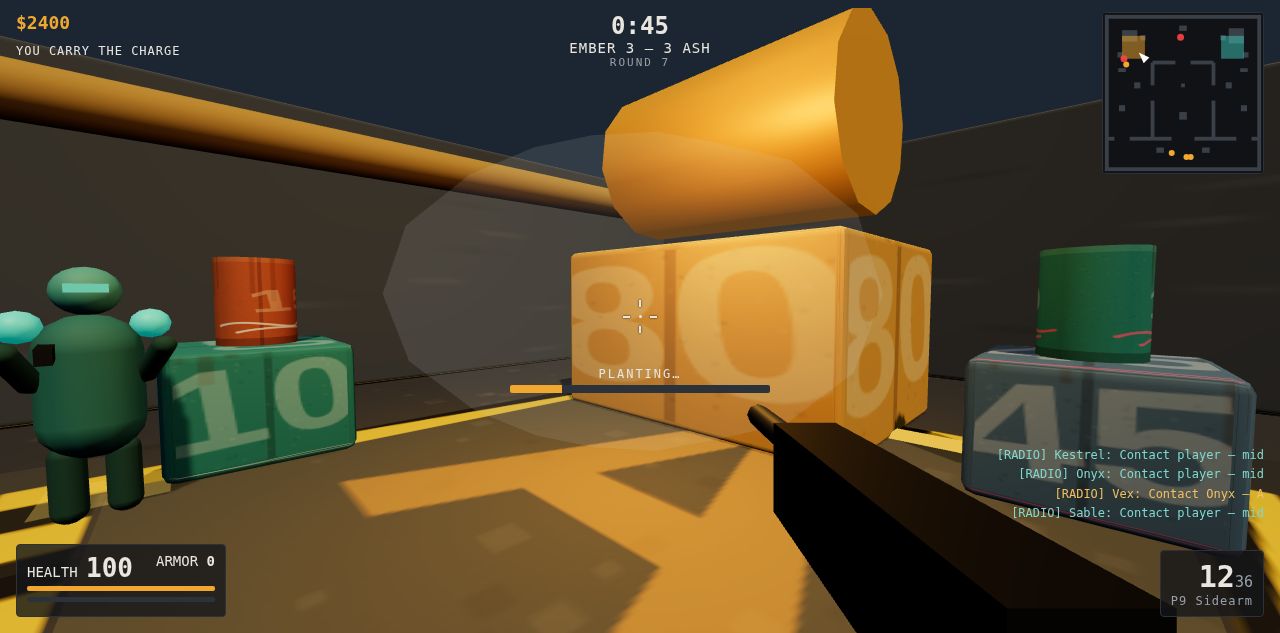 $2400
YOU CARRY THE CHARGE
0:45
EMBER 3 — 3 ASH
ROUND 7
80
80
10
1
45
PLANTING…
[RADIO] Kestrel: Contact player — mid
[RADIO] Onyx: Contact player — mid
[RADIO] Vex: Contact Onyx — A
[RADIO] Sable: Contact player — mid
HEALTH 100
ARMOR 0
12 36
P9 Sidearm